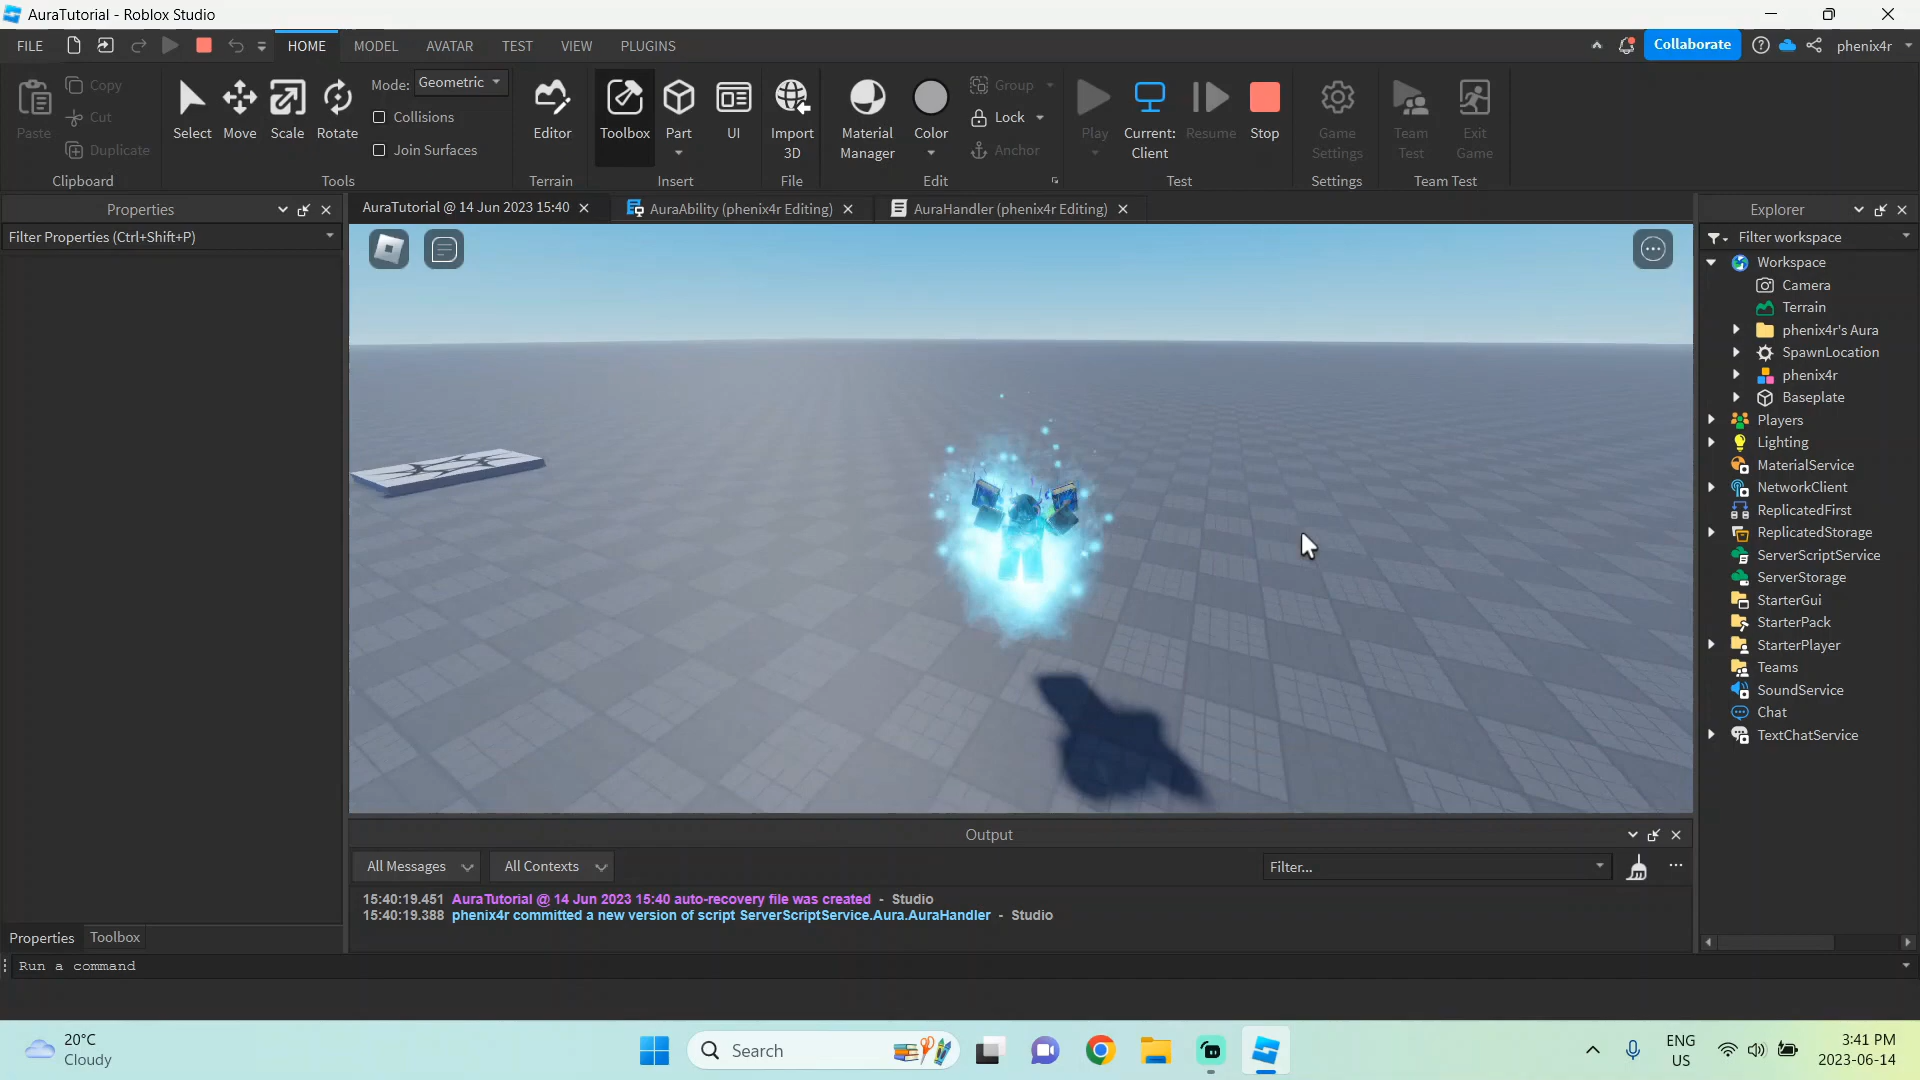 AuraTutorial - Roblox Studio
FILE HOME MODEL AVATAR TEST VIEW PLUGINS Collaborate phenix4r
Paste
Copy
Cut
Duplicate
Clipboard
Select Move Scale Rotate
Mode: Geometric
Collisions
Join Surfaces
Tools
Editor
Terrain
Toolbox Part UI
Insert
Import
3D
File
Material
Manager
Color
Group
Lock
Anchor
Edit
Play
Current:
Client
Resume Stop
Test
Game
Settings
Settings
Team
Test
Exit
Game
Team Test
Properties
Filter Properties (Ctrl+Shift+P)
AuraTutorial @ 14 Jun 2023 15:40 AuraAbility (phenix4r Editing) AuraHandler (phenix4r Editing)
Explorer
Filter workspace
Workspace
Camera
Terrain
phenix4r's Aura
SpawnLocation
phenix4r
Baseplate
Players
Lighting
MaterialService
NetworkClient
ReplicatedFirst
ReplicatedStorage
ServerScriptService
ServerStorage
StarterGui
StarterPack
StarterPlayer
Teams
SoundService
Chat
TextChatService
Output
All Messages All Contexts Filter...
15:40:19.451 AuraTutorial @ 14 Jun 2023 15:40 auto-recovery file was created - Studio
15:40:19.388 phenix4r committed a new version of script ServerScriptService.Aura.AuraHandler - Studio
Properties Toolbox
Run a command
20°C
Cloudy
Search
ENG
US
3:41 PM
2023-06-14